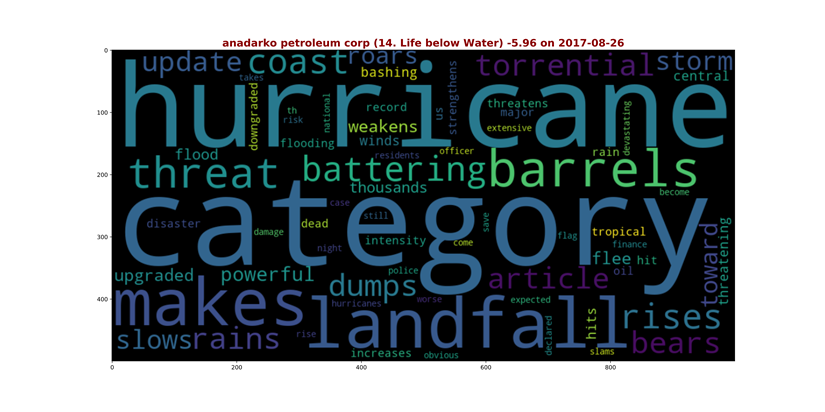 anadarko petroleum corp (14. Life below Water) -5.96 on 2017-08-26
0
100
200
300
400
0 200 400 600 800
update coast roars torrential storm
takes bashing central
hurricane
downgraded th risk national record us strengthens threatens major extensive devastating
weakens
flooding winds officer
flood residents rain
threat battering barrels
thousands become
category
case still save
disaster damage dead tropical toward threatening
night intensity come flag finance
flee hit
upgraded powerful police article oil
dumps
makes hurricanes worse expected
landfall hits rises
slows rains rise declared slams bears
increases obvious